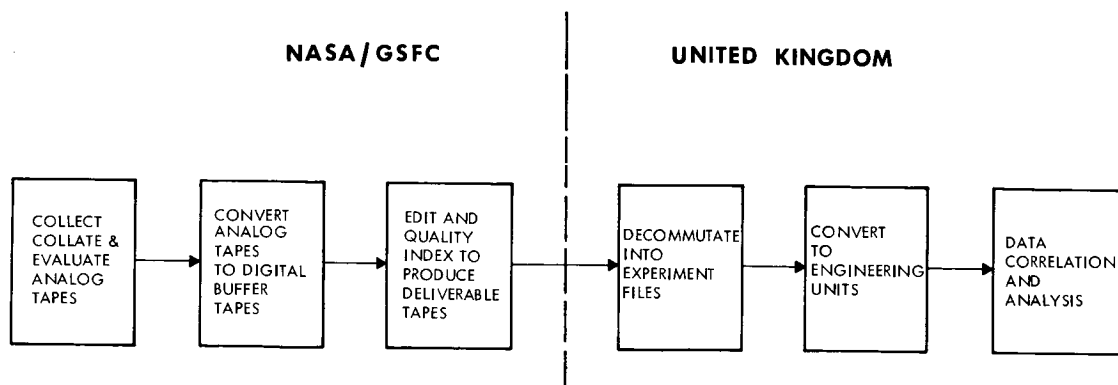 NASA/GSFC
UNITED KINGDOM
COLLECT
COLLATE &
EVALUATE
ANALOG
TAPES
CONVERT
ANALOG
TAPES
TO DIGITAL
BUFFER
TAPES
EDIT AND
QUALITY
INDEX TO
PRODUCE
DELIVERABLE
TAPES
DECOMMUTATE
INTO
EXPERIMENT
FILES
CONVERT
TO
ENGINEERING
UNITS
DATA
CORRELATION
AND
ANALYSIS